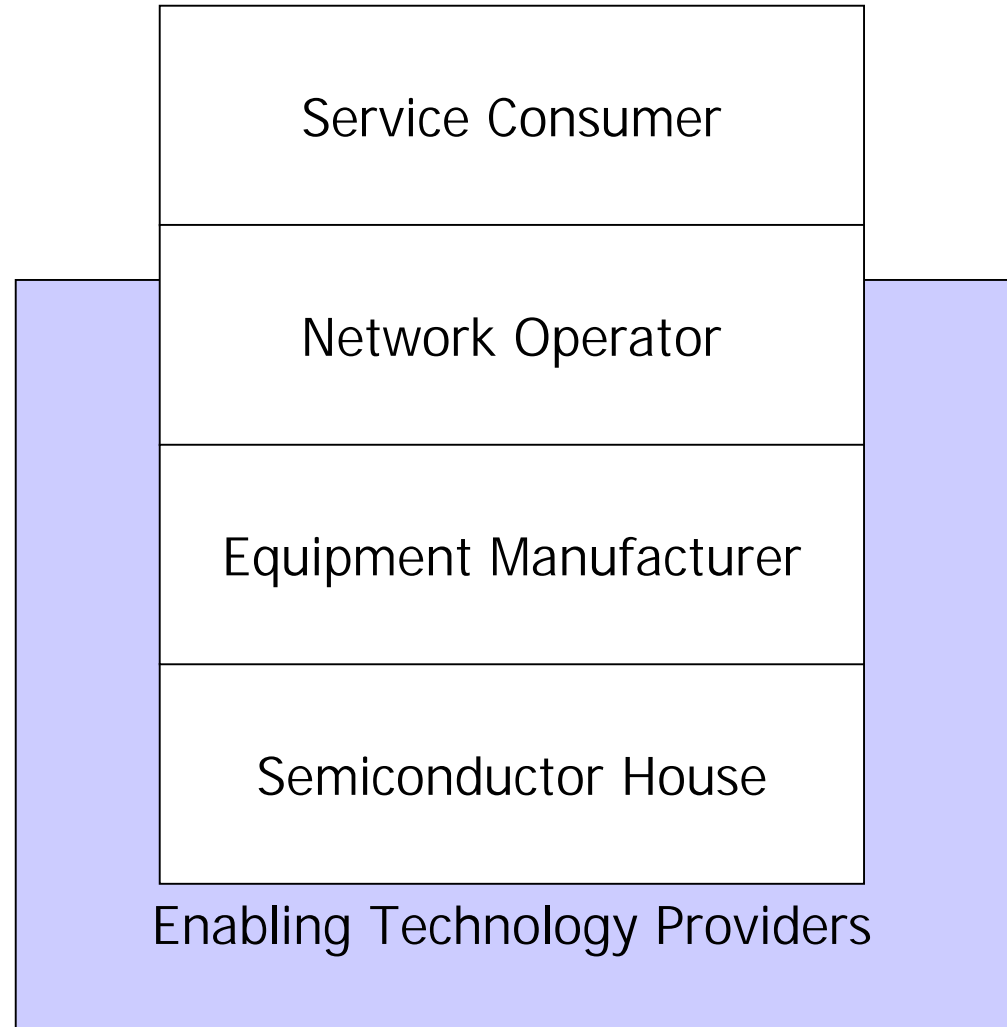 Service Consumer
Network Operator
Equipment Manufacturer
Semiconductor House
Enabling Technology Providers